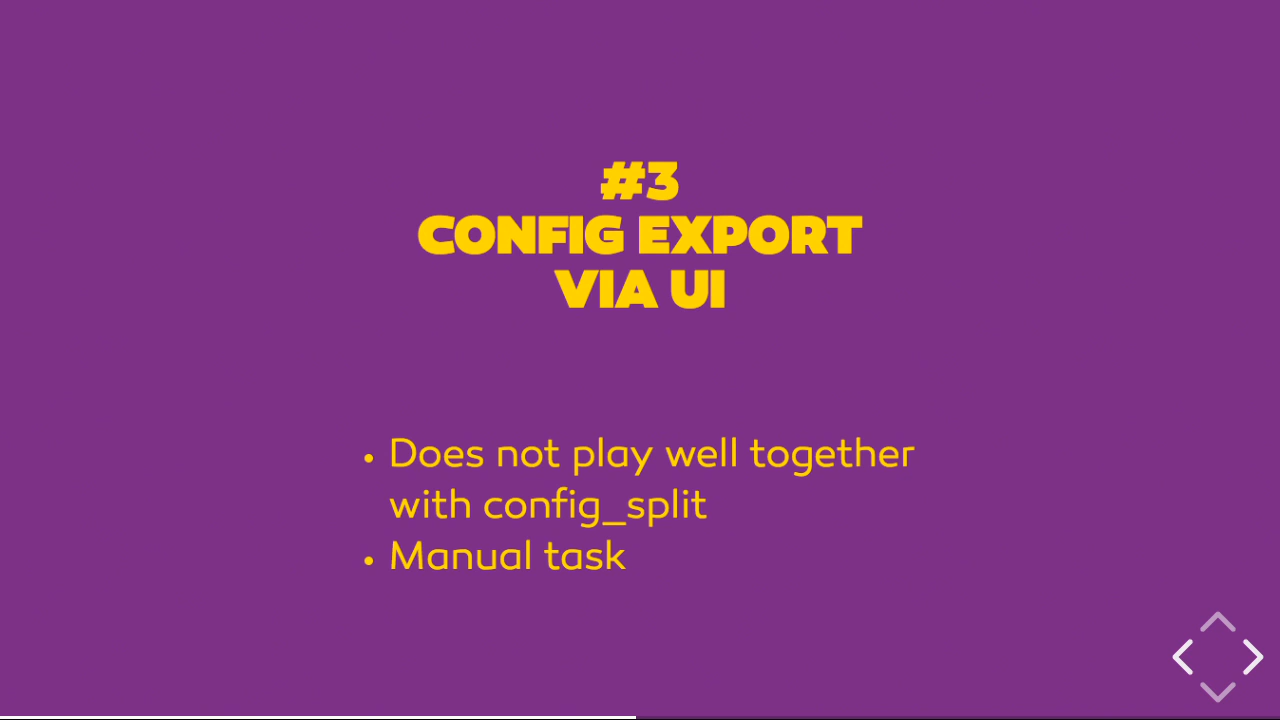 #3
CONFIG EXPORT
VIA UI
• Does not play well together
with config_split
• Manual task